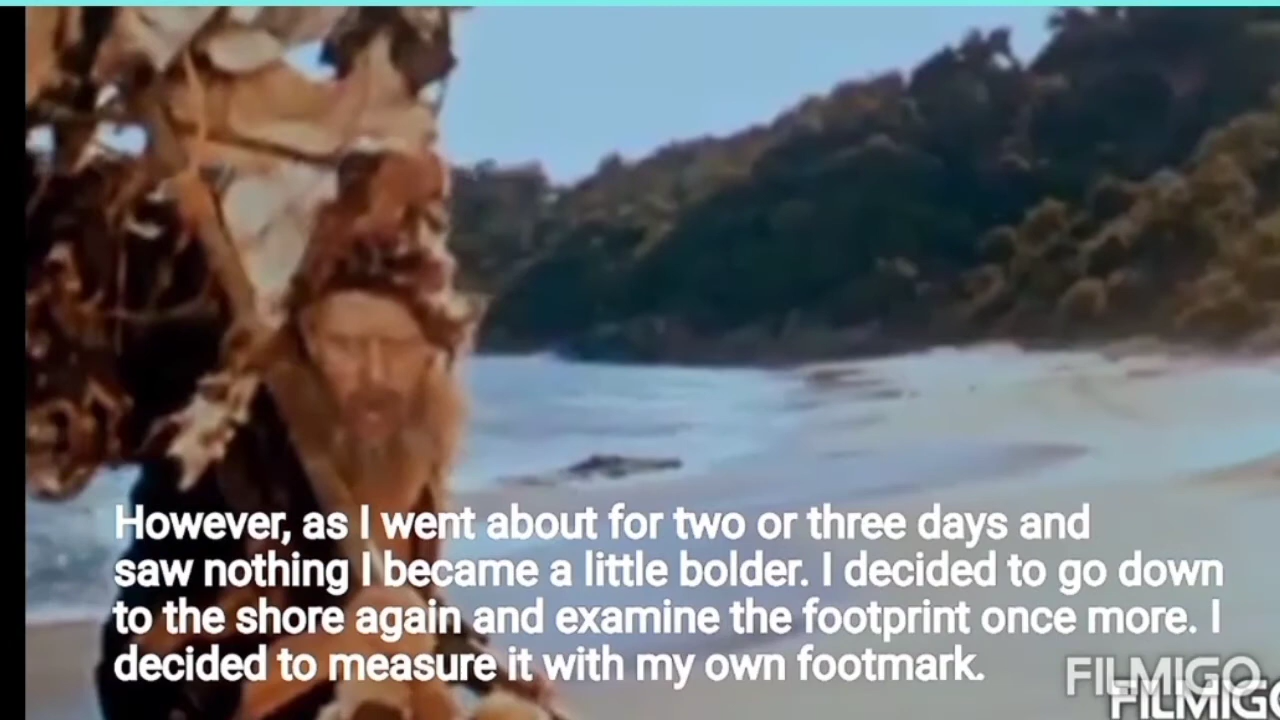 However, as I went about for two or three days and
saw nothing I became a little bolder. I decided to go down
to the shore again and examine the footprint once more. I
decided to measure it with my own footmark.
FILMIGO
FILMIGO